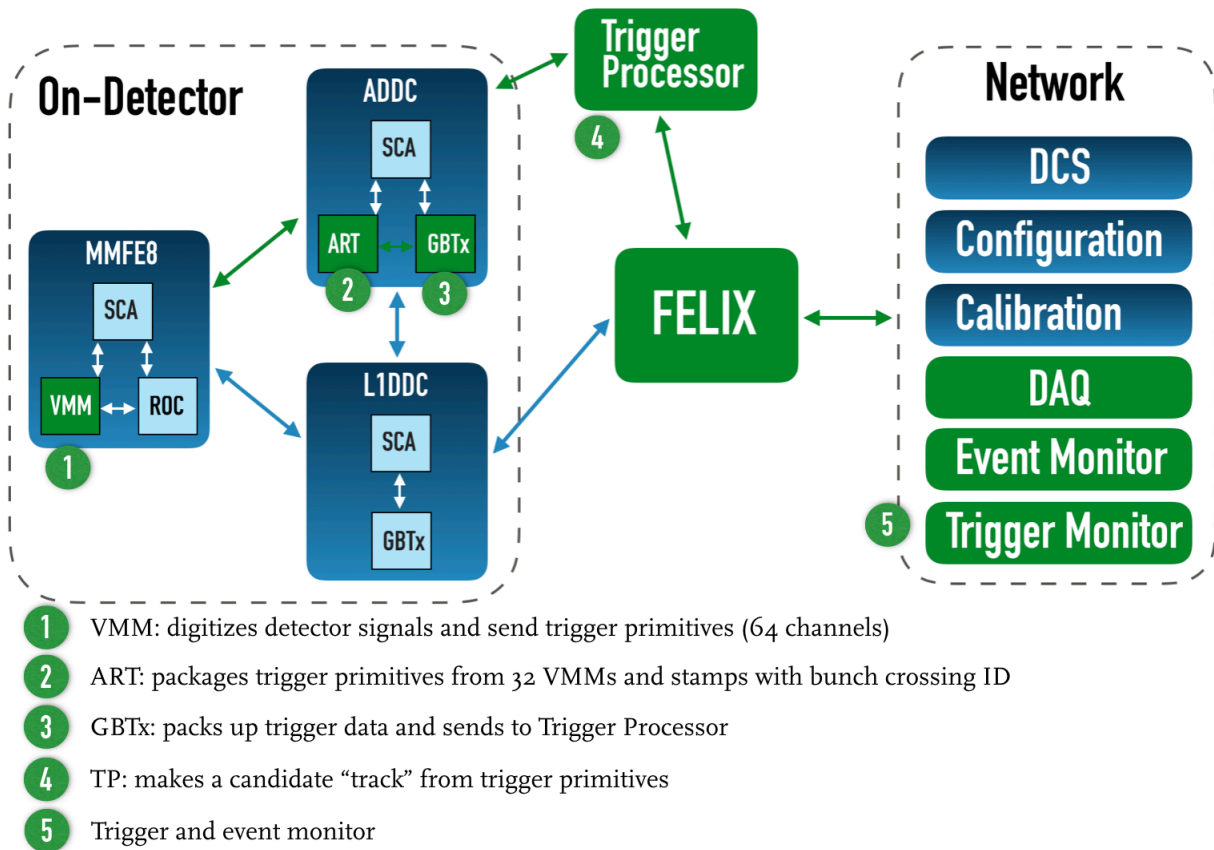 On-Detector
ADDC
SCA
ART
GBTx
2
3
MMFE8
SCA
VMM
ROC
1
L1DDC
SCA
GBTx
Trigger
Processor
4
FELIX
Network
DCS
Configuration
Calibration
DAQ
Event Monitor
5
Trigger Monitor
1 VMM: digitizes detector signals and send trigger primitives (64 channels)
2 ART: packages trigger primitives from 32 VMMs and stamps with bunch crossing ID
3 GBTx: packs up trigger data and sends to Trigger Processor
4 TP: makes a candidate “track” from trigger primitives
5 Trigger and event monitor